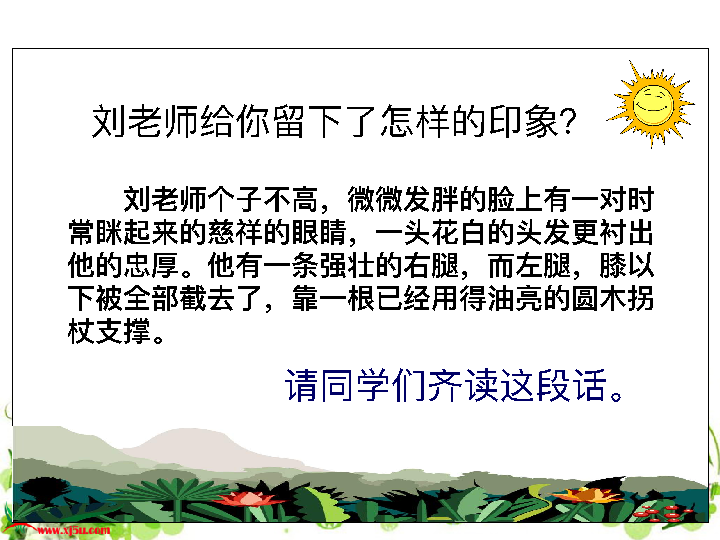 刘老师给你留下了怎样的印象？
刘老师个子不高，微微发胖的脸上有一对时
常眯起来的慈祥的眼睛，一头花白的头发更衬出
他的忠厚。他有一条强壮的右腿，而左腿，膝以
下被全部截去了，靠一根已经用得油亮的圆木拐
杖支撑。
请同学们齐读这段话。
www.xj5u.com